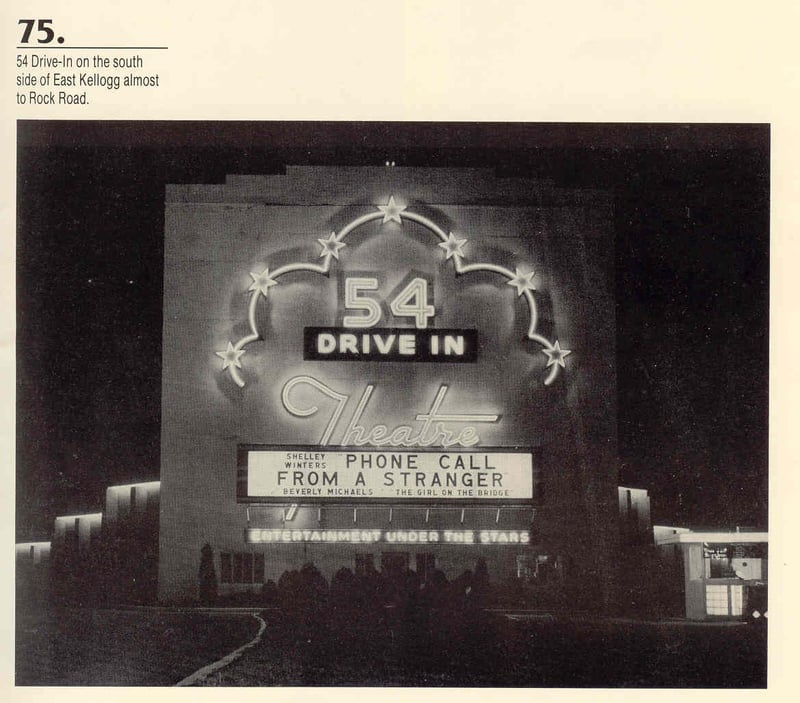 75.
54 Drive-In on the south
side of East Kellogg almost
to Rock Road.
54
DRIVE IN
Theatre
SHELLEY
WINTERS "PHONE CALL
FROM A STRANGER"
BEVERLY MICHAELS "THE GIRL ON THE BRIDGE"
ENTERTAINMENT UNDER THE STARS